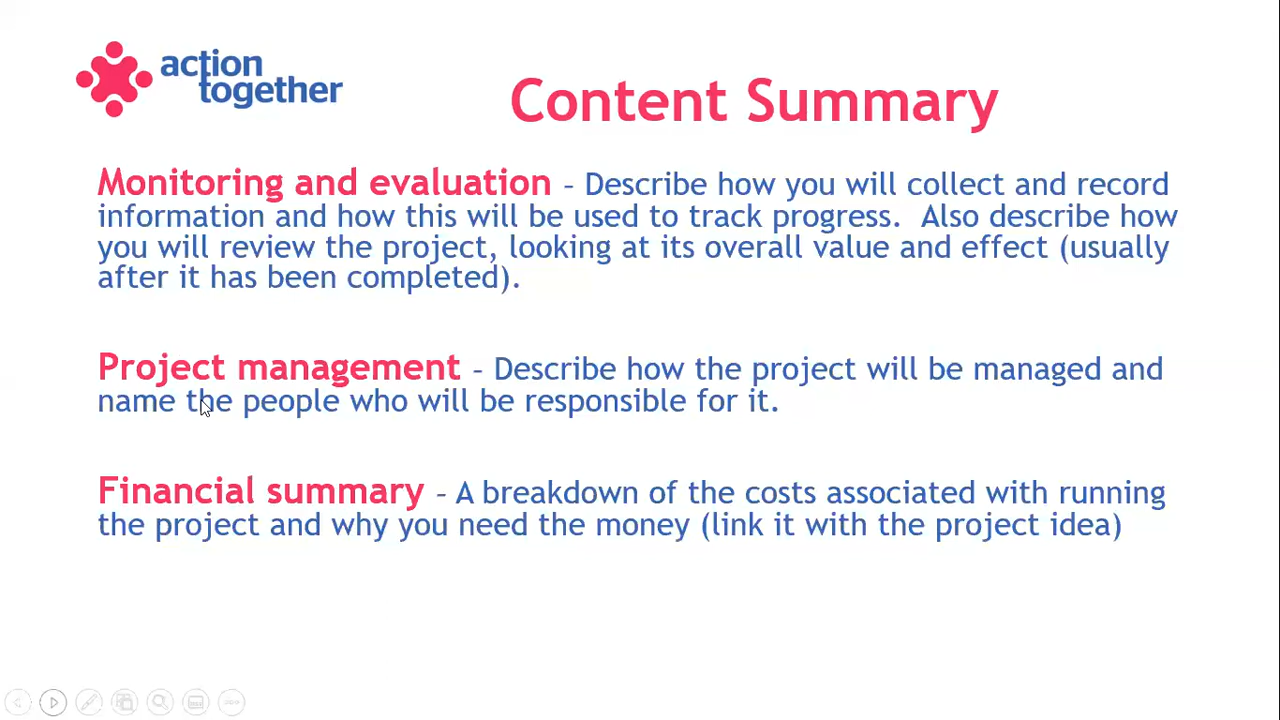 action
together
Content Summary
Monitoring and evaluation – Describe how you will collect and record
information and how this will be used to track progress.  Also describe how
you will review the project, looking at its overall value and effect (usually
after it has been completed).
Project management – Describe how the project will be managed and
name the people who will be responsible for it.
Financial summary – A breakdown of the costs associated with running
the project and why you need the money (link it with the project idea)